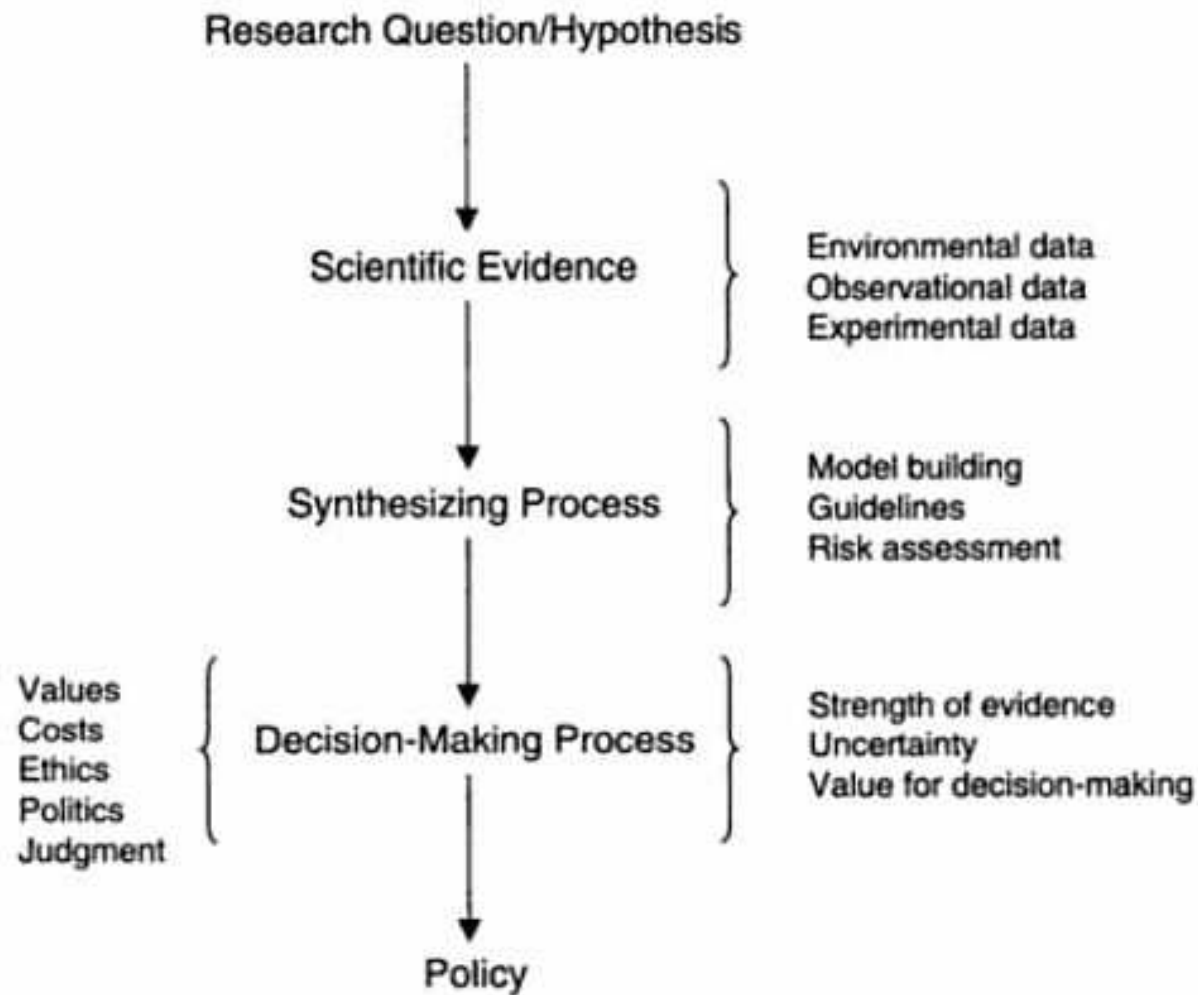 Research Question/Hypothesis
Scientific Evidence
Environmental data
Observational data
Experimental data
Synthesizing Process
Model building
Guidelines
Risk assessment
Values
Costs
Ethics
Politics
Judgment
Decision-Making Process
Strength of evidence
Uncertainty
Value for decision-making
Policy